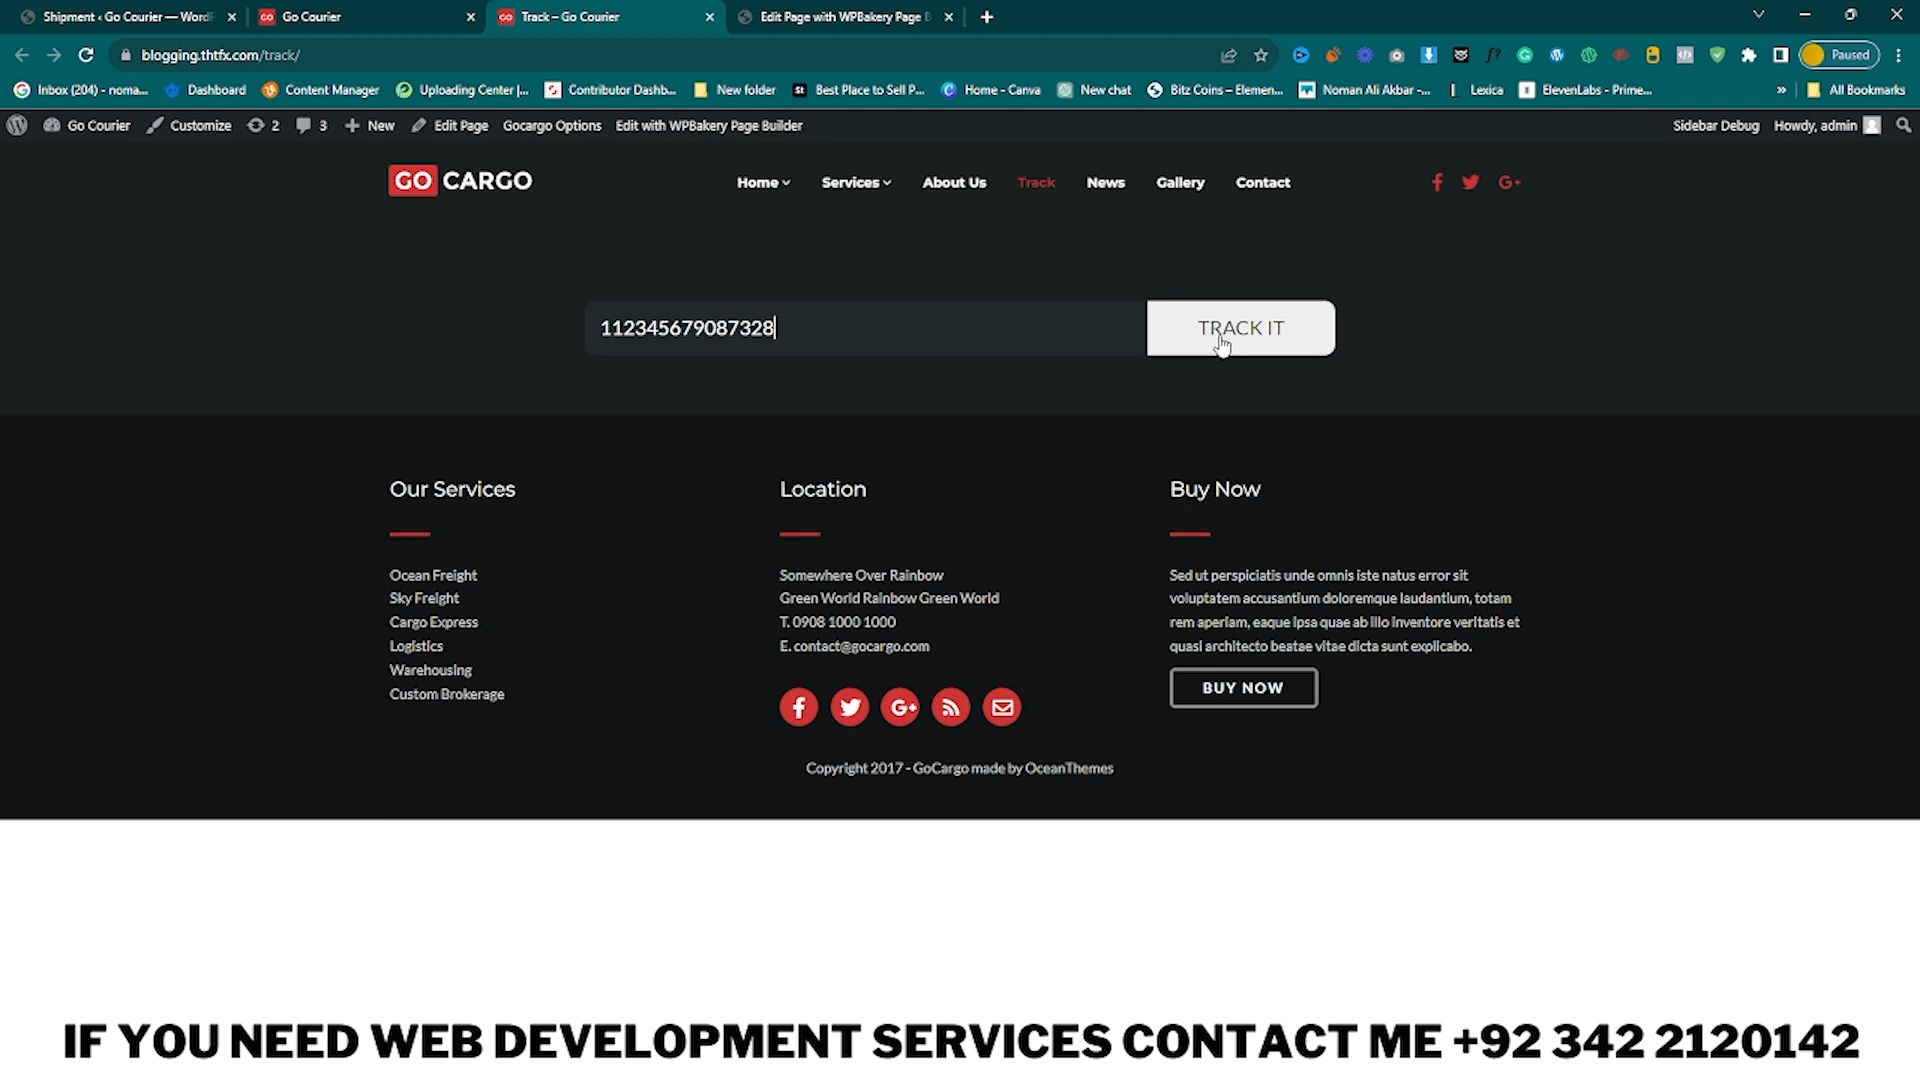 Shipment ‹ Go Courier — WordP
Go Courier
Track – Go Courier
Edit Page with WPBakery Page B
blogging.thtfx.com/track/
Paused
Inbox (204) - noma...
Dashboard
Content Manager
Uploading Center |...
Contributor Dashb...
New folder
Best Place to Sell P...
Home - Canva
New chat
Bitz Coins – Elemen...
Noman Ali Akbar -...
Lexica
ElevenLabs - Prime...
»
All Bookmarks
Go Courier
Customize
2
3
New
Edit Page
Gocargo Options
Edit with WPBakery Page Builder
Sidebar Debug
Howdy, admin
GO CARGO
Home
Services
About Us
Track
News
Gallery
Contact
112345679087328
TRACK IT
Our Services
Ocean Freight
Sky Freight
Cargo Express
Logistics
Warehousing
Custom Brokerage
Location
Somewhere Over Rainbow
Green World Rainbow Green World
T. 0908 1000 1000
E. contact@gocargo.com
Buy Now
Sed ut perspiciatis unde omnis iste natus error sit
voluptatem accusantium doloremque laudantium, totam
rem aperiam, eaque ipsa quae ab illo inventore veritatis et
quasi architecto beatae vitae dicta sunt explicabo.
BUY NOW
Copyright 2017 - GoCargo made by OceanThemes
IF YOU NEED WEB DEVELOPMENT SERVICES CONTACT ME +92 342 2120142